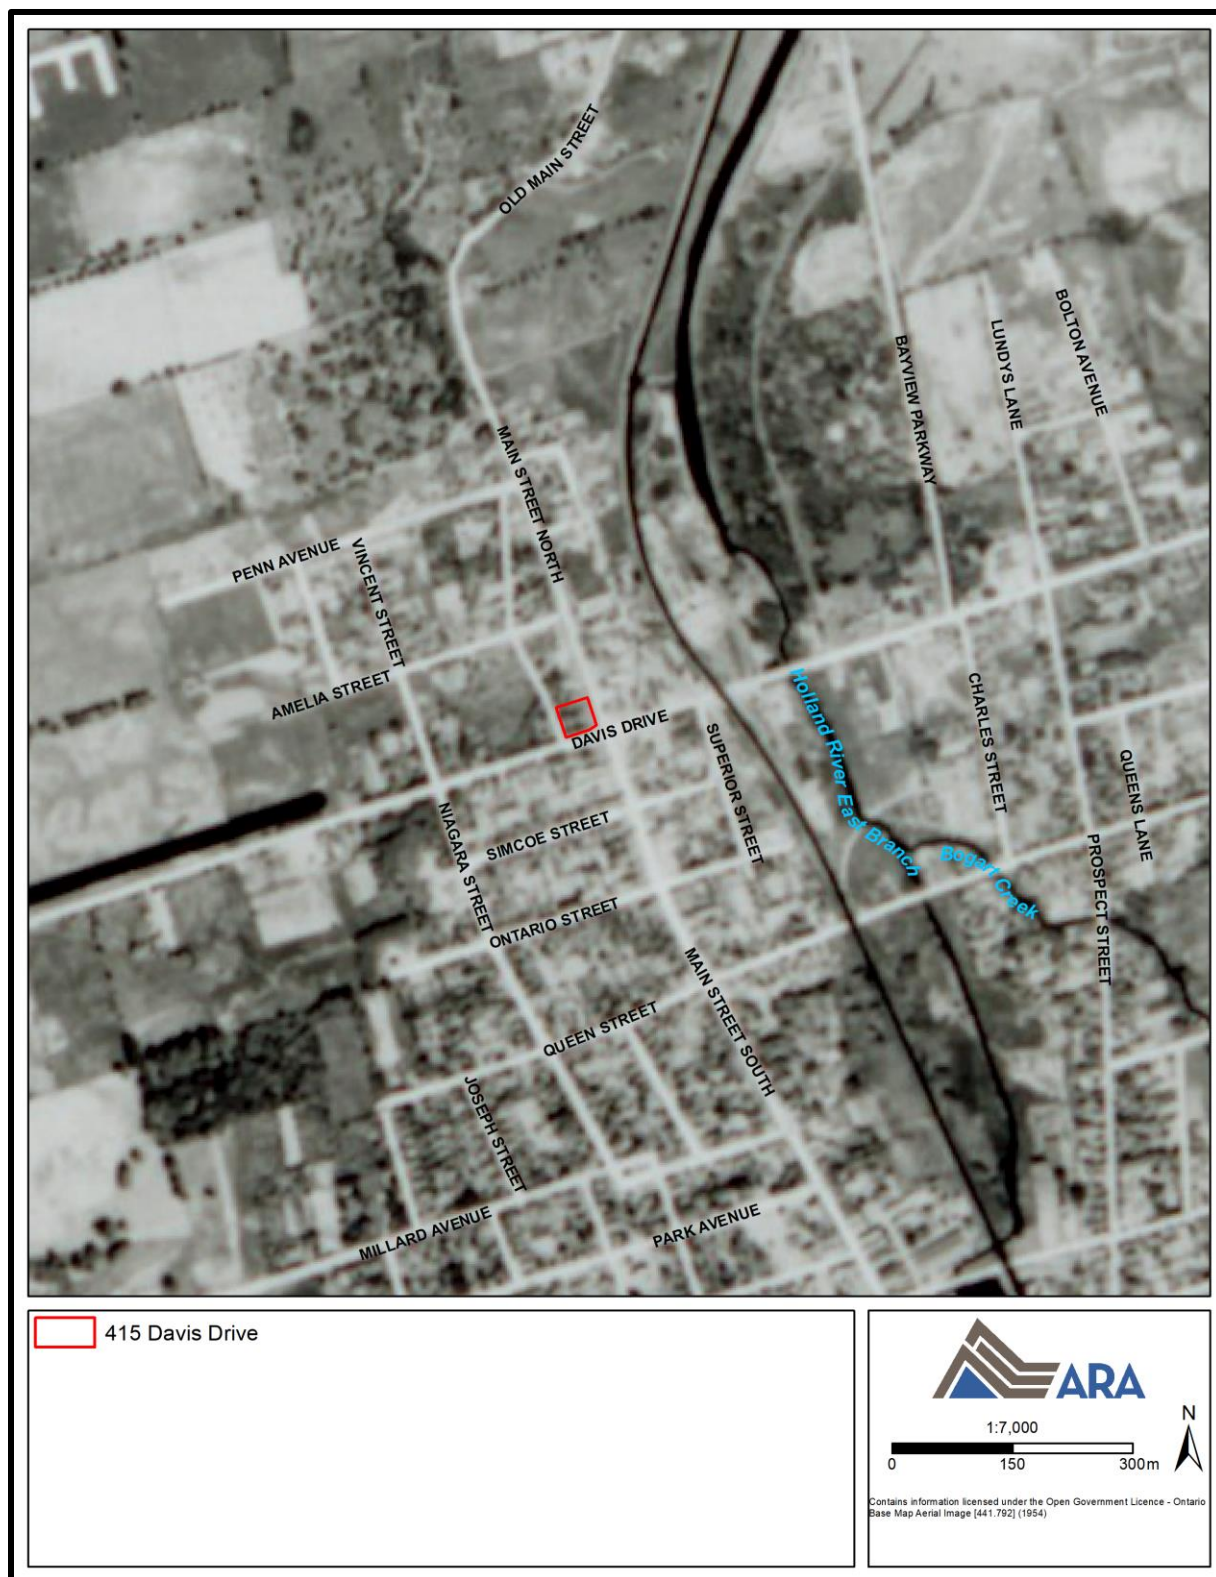 OLD MAIN STREET
BOLTON AVENUE
LUNDYS LANE
BAYVIEW PARKWAY
MAIN STREET NORTH
PENN AVENUE
VINCENT STREET
AMELIA STREET
DAVIS DRIVE
Holland River East Branch
CHARLES STREET
SUPERIOR STREET
QUEENS LANE
NIAGARA STREET
SIMCOE STREET
Bogart Creek
PROSPECT STREET
ONTARIO STREET
MAIN STREET SOUTH
QUEEN STREET
JOSEPH STREET
MILLARD AVENUE
PARK AVENUE
415 Davis Drive
ARA
1:7,000
N
0 150 300m
Contains information licensed under the Open Government Licence - Ontario
Base Map Aerial Image [441.792] (1954)